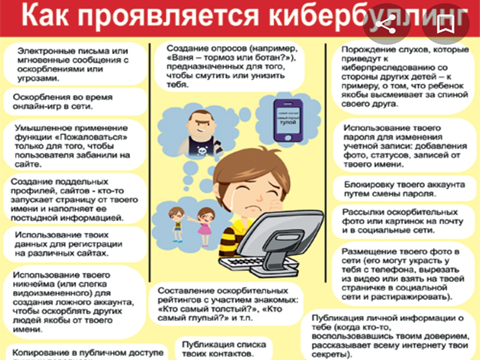 Как проявляется кибербуллинг
Электронные письма или
мгновенные сообщения с
оскорблениями или
угрозами.
Оскорбления во время
онлайн-игр в сети.
Умышленное применение
функции «Пожаловаться»
только для того, чтобы
пользователя забанили на
сайте.
Создание поддельных
профилей, сайтов - кто-то
запускает страницу от твоего
имени и наполняет ее
постыдной информацией.
Использование твоих
данных для регистрации
на различных сайтах.
Использование твоего
никнейма (или слегка
видоизмененного) для
создания ложного аккаунта,
чтобы оскорблять других
людей якобы от твоего
имени.
Копирование в публичном доступе
Создание опросов (например,
«Ваня – тормоз или ботан?»),
предназначенных для того,
чтобы смутить или унизить
тебя.
тупой
Составление оскорбительных
рейтингов с участием знакомых:
«Кто самый толстый?», «Кто
самый глупый?» и т.п.
Публикация списка
твоих контактов.
Порождение слухов, которые
приведут к
киберпреследованию со
стороны других детей – к
примеру, о том, что ребенок
якобы высмеивает за спиной
своего друга.
Использование твоего
пароля для изменения
учетной записи: добавления
фото, статусов, записей от
твоего имени.
Блокировку твоего аккаунта
путем смены пароля.
Рассылки оскорбительных
фото или картинок на почту
и в социальные сети.
Размещение твоего фото в
сети (его могут украсть у
тебя с телефона, вырезать
из видео или взять на твоей
страничке в социальной
сети и растиражировать).
Публикация личной информации о
тебе (когда кто-то,
воспользовавшись твоим доверием,
рассказывает всему интернету твои
секреты).